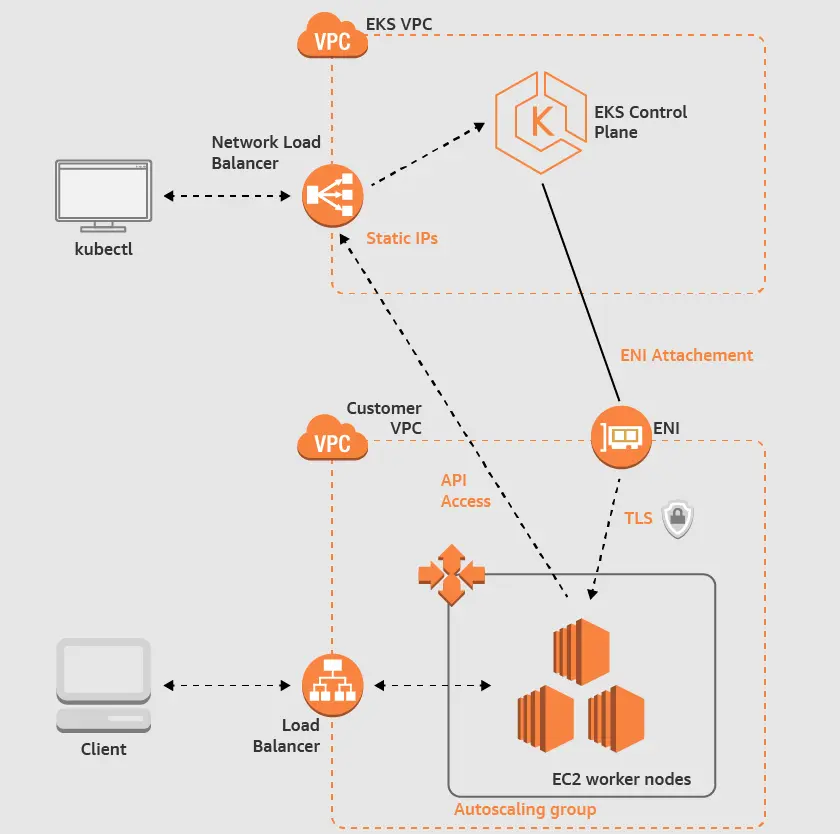 EKS VPC
VPC
EKS Control
Plane
K
Network Load
Balancer
kubectl
Static IPs
ENI Attachement
Customer
VPC
VPC
ENI
API
Access
TLS
Load
Balancer
Client
EC2 worker nodes
Autoscaling group